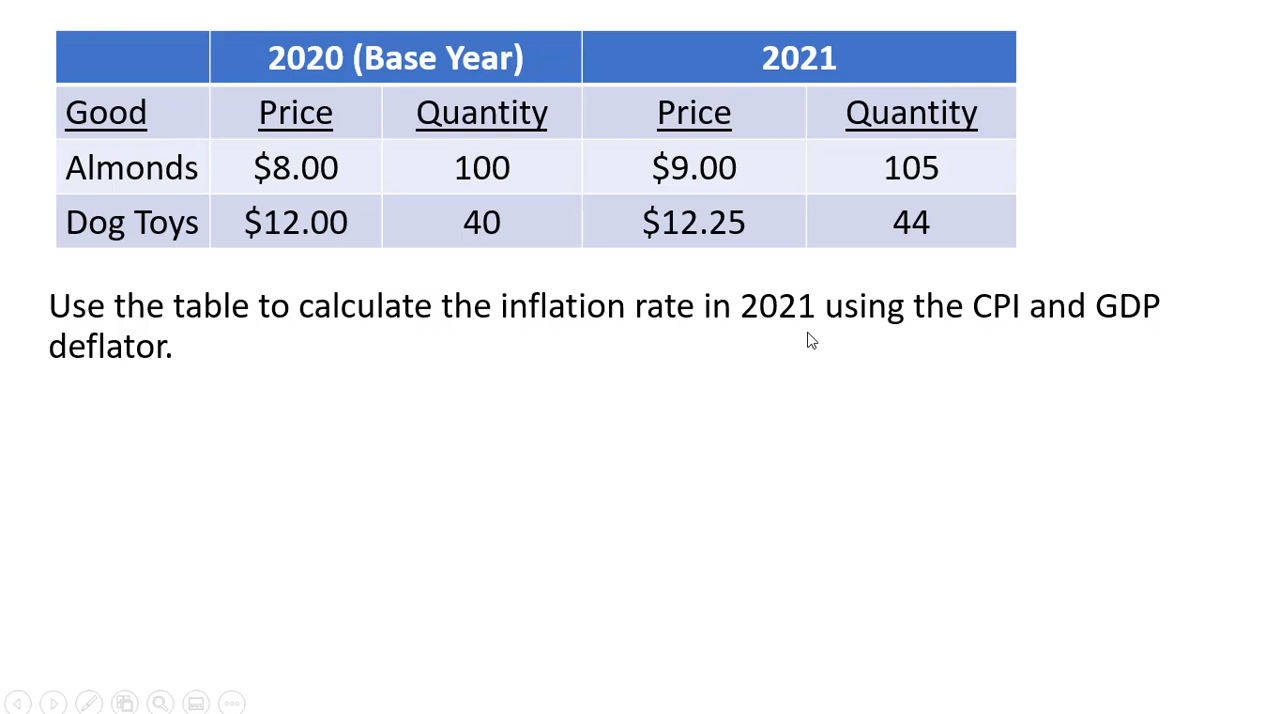 2020 (Base Year) 2021
Good Price Quantity Price Quantity
Almonds $8.00 100 $9.00 105
Dog Toys $12.00 40 $12.25 44
Use the table to calculate the inflation rate in 2021 using the CPI and GDP
deflator.